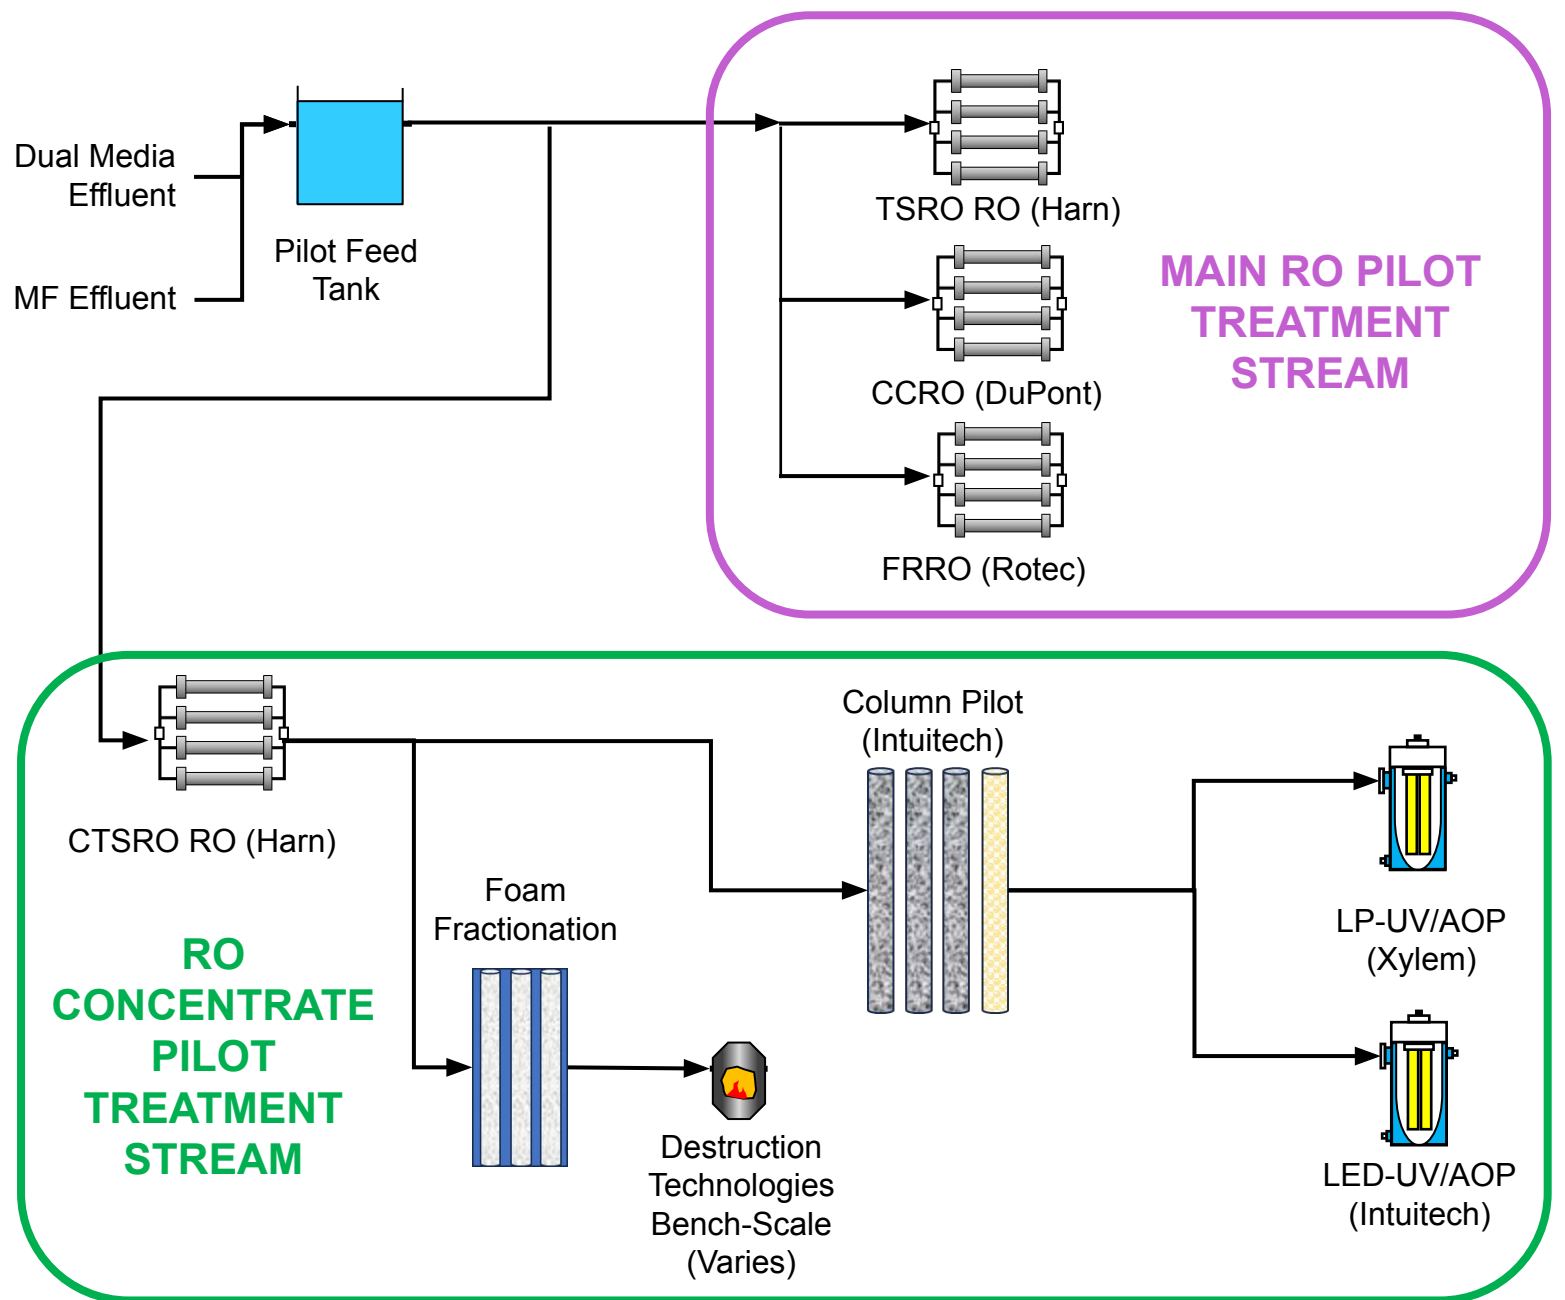 Dual Media
Effluent
MF Effluent
Pilot Feed
Tank
TSRO RO (Harn)
CCRO (DuPont)
FRRO (Rotec)
MAIN RO PILOT
TREATMENT
STREAM
CTSRO RO (Harn)
Column Pilot
(Intuitech)
Foam
Fractionation
RO
CONCENTRATE
PILOT
TREATMENT
STREAM
Destruction
Technologies
Bench-Scale
(Varies)
LP-UV/AOP
(Xylem)
LED-UV/AOP
(Intuitech)